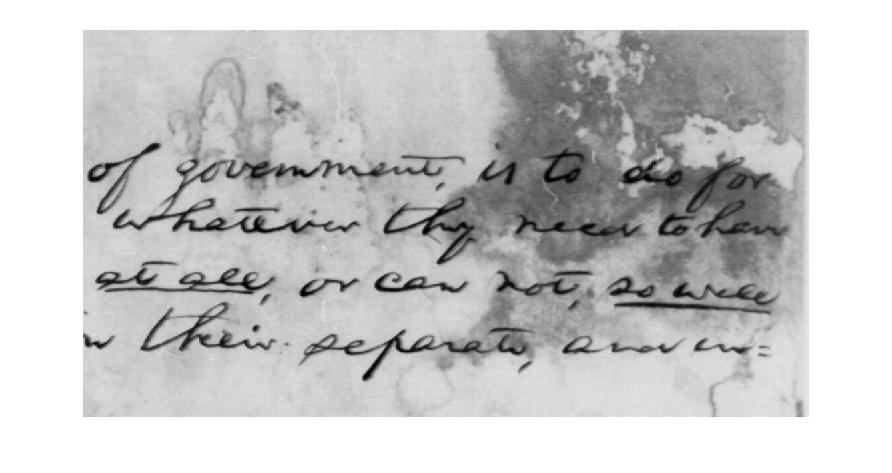 of government, is to do for
whatever they need to have
at all, or can not, so well
in their separate, and in=